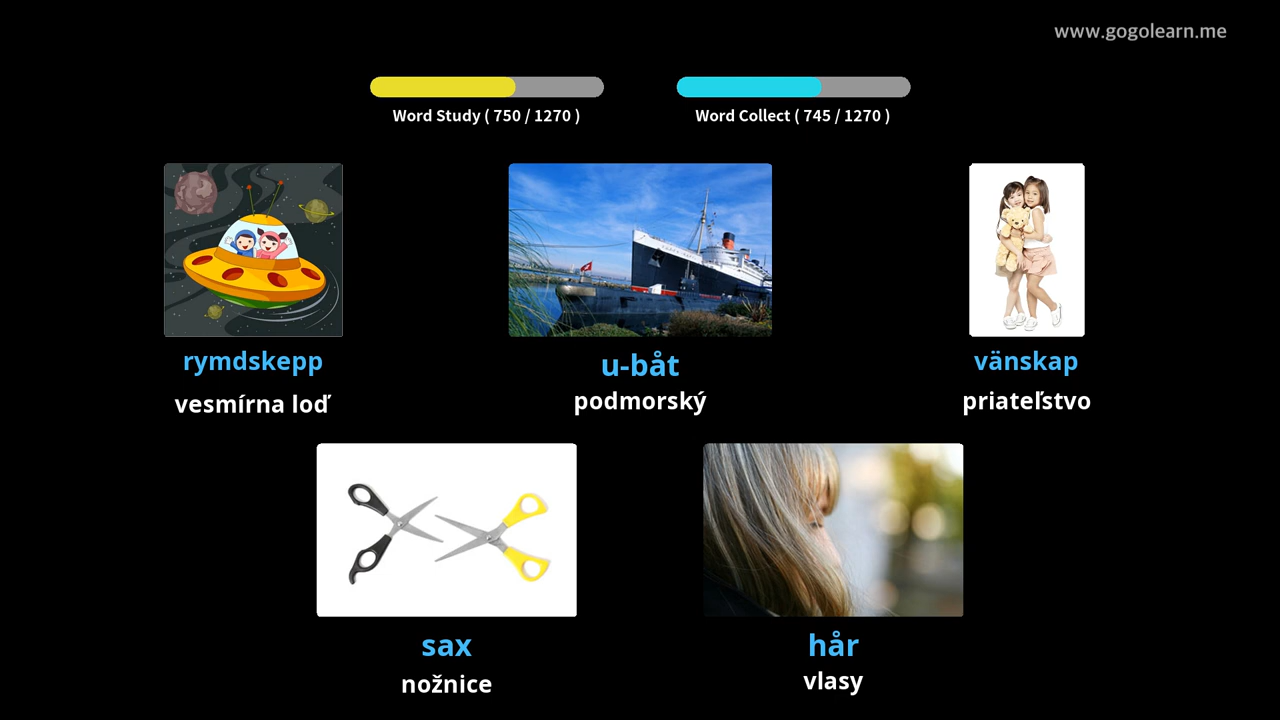 www.gogolearn.me
Word Study ( 750 / 1270 )
Word Collect ( 745 / 1270 )
rymdskepp
vesmírna loď
u-båt
podmorský
vänskap
priateľstvo
sax
nožnice
hår
vlasy